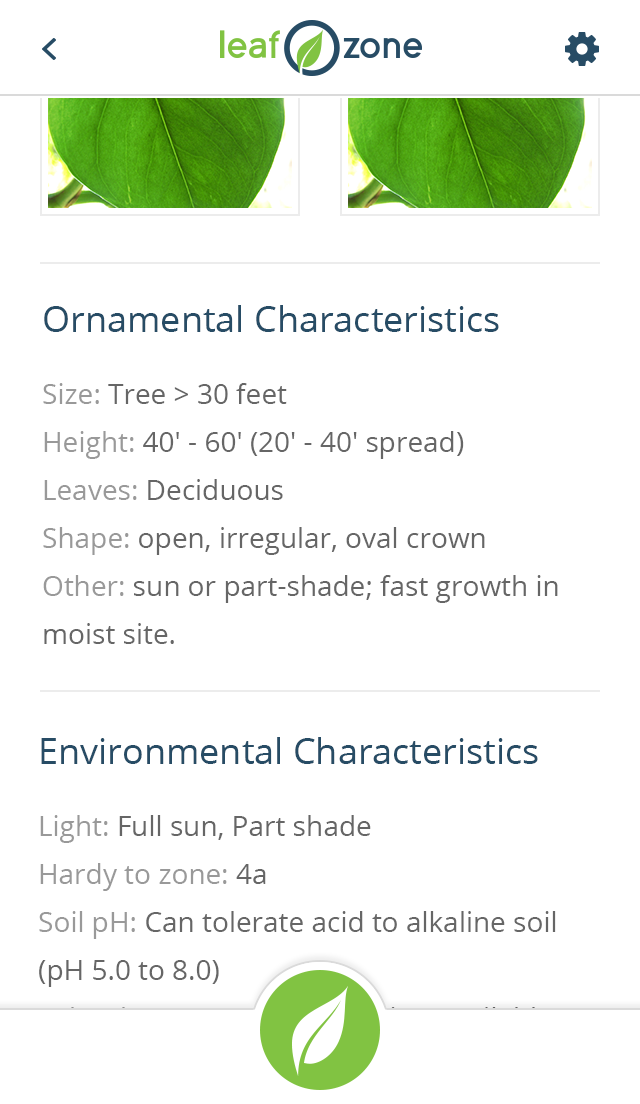 leaf zone
Ornamental Characteristics
Size: Tree > 30 feet
Height: 40' - 60' (20' - 40' spread)
Leaves: Deciduous
Shape: open, irregular, oval crown
Other: sun or part-shade; fast growth in
moist site.
Environmental Characteristics
Light: Full sun, Part shade
Hardy to zone: 4a
Soil pH: Can tolerate acid to alkaline soil
(pH 5.0 to 8.0)